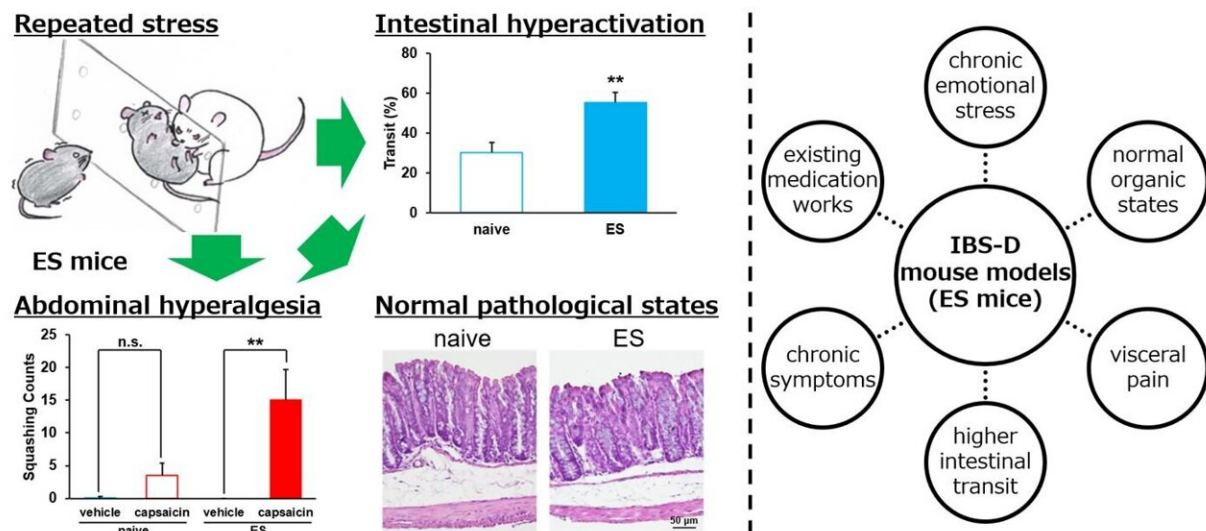 Repeated stress
ES mice
Intestinal hyperactivation
80
60
40
20
0
Transit (%)
**
naive
ES
Abdominal hyperalgesia
25
20
15
10
5
0
Squashing Counts
n.s.
**
vehicle capsaicin vehicle capsaicin
naive ES
Normal pathological states
naive ES
50 μm
chronic
emotional
stress
existing
medication
works
normal
organic
states
IBS-D
mouse models
(ES mice)
chronic
symptoms
visceral
pain
higher
intestinal
transit